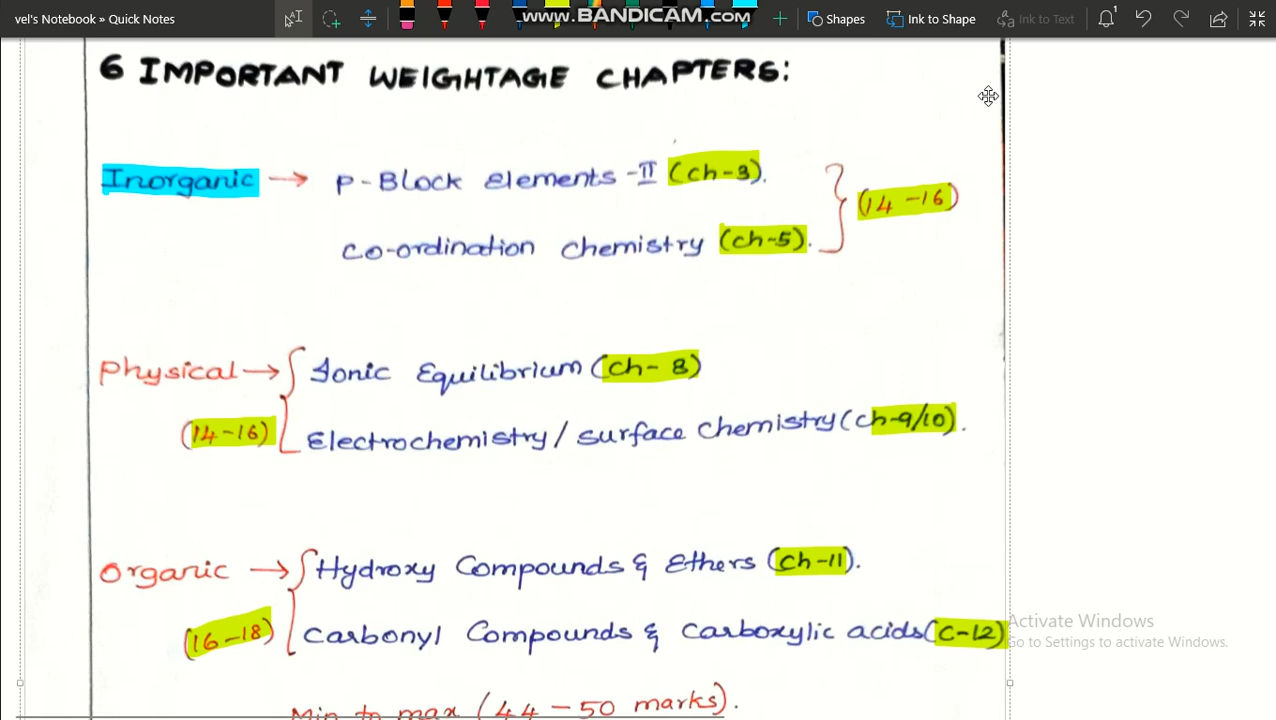 vel's Notebook » Quick Notes
www.BANDICAM.com
Shapes
Ink to Shape
Ink to Text
1
6 IMPORTANT WEIGHTAGE CHAPTERS:
Inorganic → P-Block Elements -II (ch-3).
(14-16)
Co-ordination chemistry (ch-5).
Physical → Ionic Equilibrium (ch- 8)
(14-16) Electrochemistry / surface chemistry (ch-9/10).
Organic → Hydroxy Compounds & Ethers (ch-11).
(16-18) Carbonyl Compounds & Carboxylic acids (C-12)
Activate Windows
Go to Settings to activate Windows.
Min to max (44-50 marks).